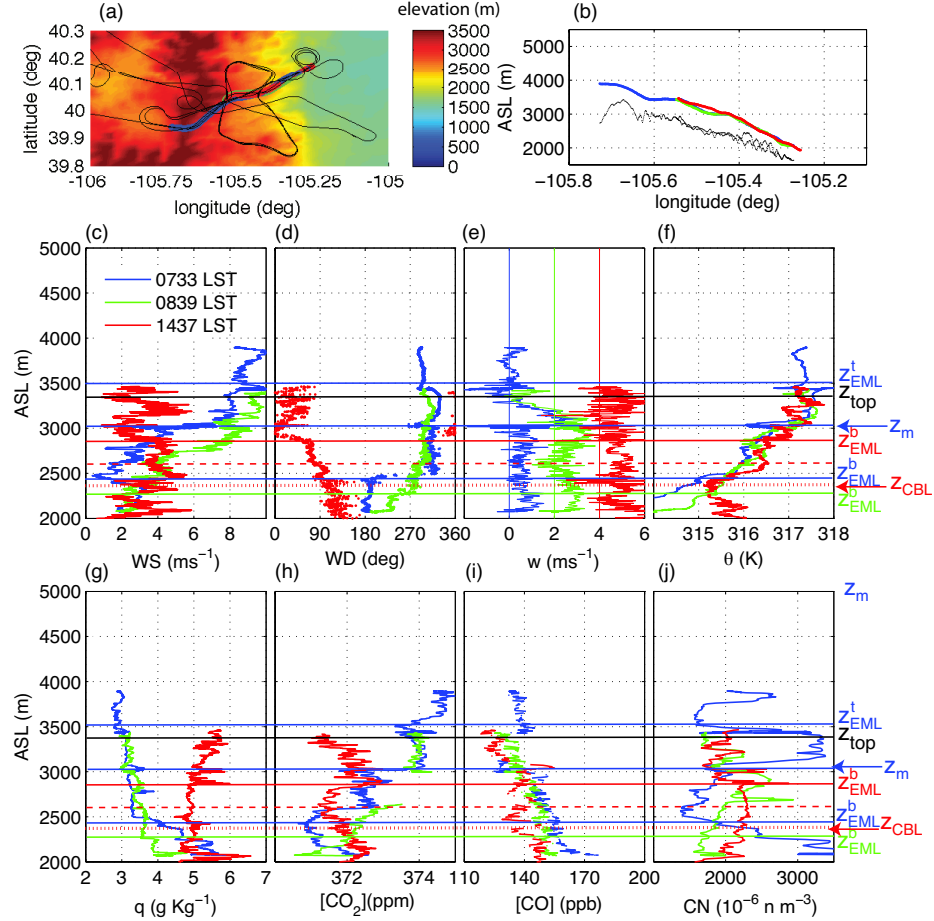 (a)
elevation (m)
(b)
40.3
40.2
40.1
40
39.9
39.8
latitude (deg)
-106
-105.75
-105.5
-105.25
-105
longitude (deg)
3500
3000
2500
2000
1500
1000
500
0
5000
4000
3000
2000
ASL (m)
−105.8
−105.6
−105.4
−105.2
longitude (deg)
(c)
(d)
(e)
(f)
5000
4500
4000
3500
3000
2500
2000
ASL (m)
0733 LST
0839 LST
1437 LST
z^t_EML
z_top
z_m
z^b_EML
z^b_EML
z_CBL
z^b_EML
0 2 4 6 8
0 90 180 270 360
0 2 4 6
315 316 317 318
WS (ms^−1)
WD (deg)
w (ms^−1)
θ (K)
(g)
(h)
(i)
(j)
z_m
5000
4500
4000
3500
3000
2500
2000
ASL (m)
z^t_EML
z_top
z_m
z^b_EML
z^b_EML
z_CBL
z^b_EML
2 3 4 5 6 7
372 374
110 140 170 200
2000 3000
q (g Kg^−1)
[CO_2](ppm)
[CO] (ppb)
CN (10^−6 n m^−3)